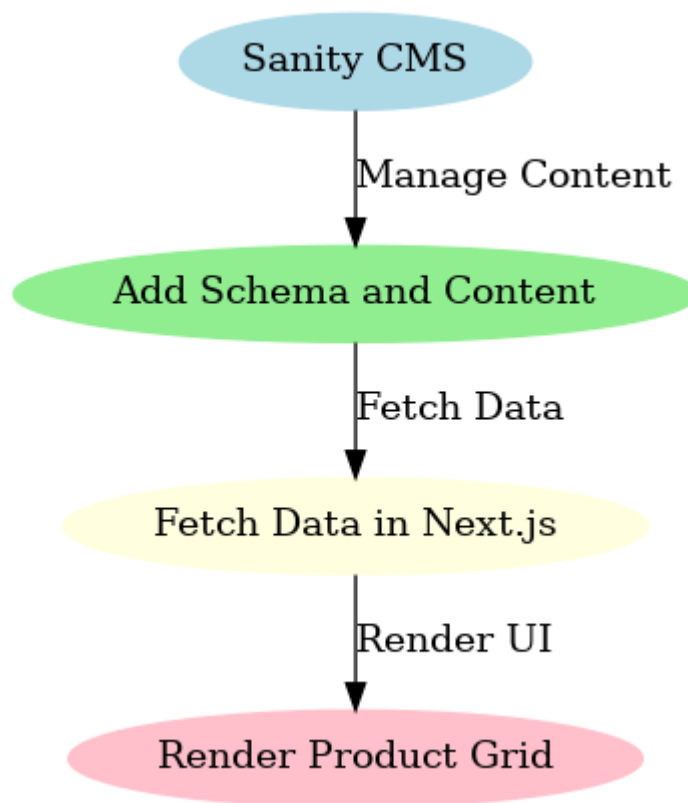 Sanity CMS
Manage Content
Add Schema and Content
Fetch Data
Fetch Data in Next.js
Render UI
Render Product Grid